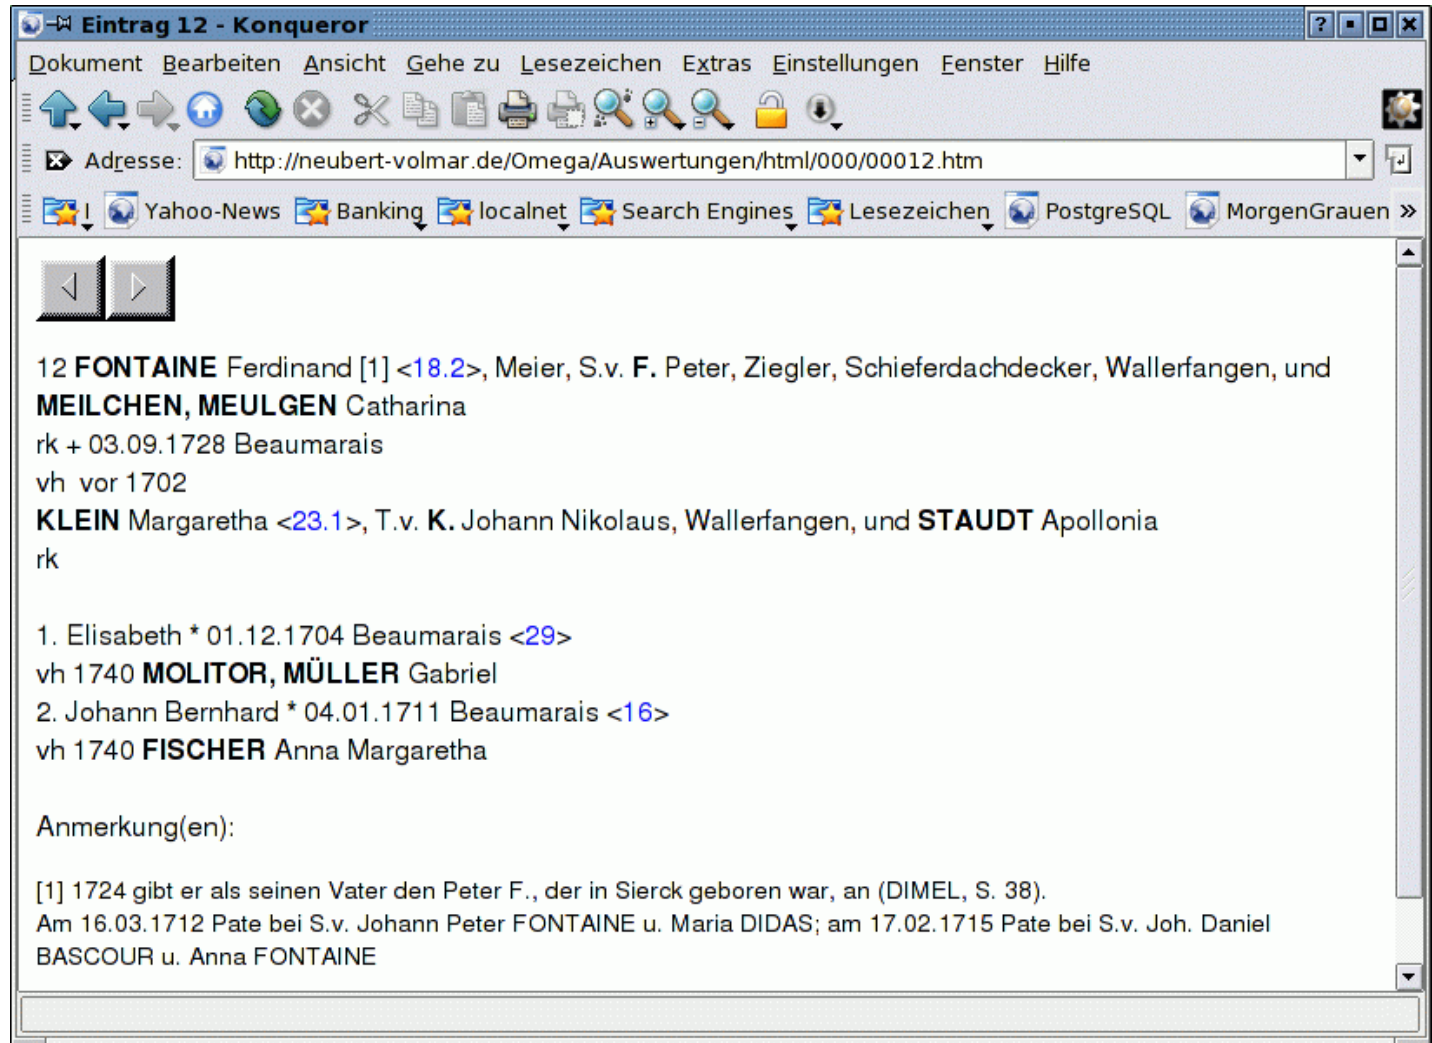 Eintrag 12 - Konqueror
Dokument Bearbeiten Ansicht Gehe zu Lesezeichen Extras Einstellungen Fenster Hilfe
Adresse: http://neubert-volmar.de/Omega/Auswertungen/html/000/00012.htm
I Yahoo-News Banking localnet Search Engines Lesezeichen PostgreSQL MorgenGrauen »
12 FONTAINE Ferdinand [1] <18.2>, Meier, S.v. F. Peter, Ziegler, Schieferdachdecker, Wallerfangen, und
MEILCHEN, MEULGEN Catharina
rk + 03.09.1728 Beaumarais
vh vor 1702
KLEIN Margaretha <23.1>, T.v. K. Johann Nikolaus, Wallerfangen, und STAUDT Apollonia
rk
1. Elisabeth * 01.12.1704 Beaumarais <29>
vh 1740 MOLITOR, MÜLLER Gabriel
2. Johann Bernhard * 04.01.1711 Beaumarais <16>
vh 1740 FISCHER Anna Margaretha
Anmerkung(en):
[1] 1724 gibt er als seinen Vater den Peter F., der in Sierck geboren war, an (DIMEL, S. 38).
Am 16.03.1712 Pate bei S.v. Johann Peter FONTAINE u. Maria DIDAS; am 17.02.1715 Pate bei S.v. Joh. Daniel
BASCOUR u. Anna FONTAINE